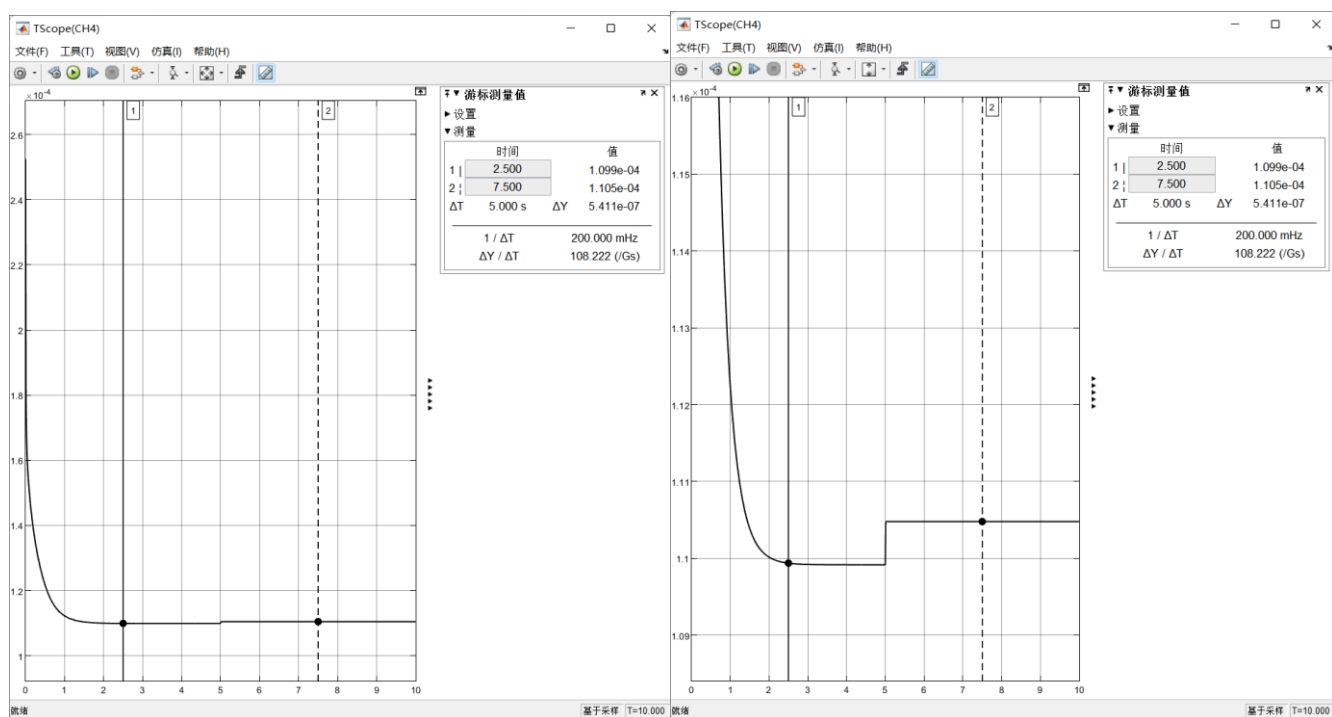 TScope(CH4)
文件(F) 工具(T) 视图(V) 仿真(I) 帮助(H)
×10⁻⁴
2.6
2.4
2.2
2
1.8
1.6
1.4
1.2
1
0 1 2 3 4 5 6 7 8 9 10
1
2
游标测量值
设置
测量
时间 值
1 | 2.500 1.099e-04
2 ¦ 7.500 1.105e-04
ΔT 5.000 s ΔY 5.411e-07
1 / ΔT 200.000 mHz
ΔY / ΔT 108.222 (/Gs)
就绪
基于采样 T=10.000
TScope(CH4)
文件(F) 工具(T) 视图(V) 仿真(I) 帮助(H)
×10⁻⁴
1.16
1.15
1.14
1.13
1.12
1.11
1.1
1.09
0 1 2 3 4 5 6 7 8 9 10
1
2
游标测量值
设置
测量
时间 值
1 | 2.500 1.099e-04
2 ¦ 7.500 1.105e-04
ΔT 5.000 s ΔY 5.411e-07
1 / ΔT 200.000 mHz
ΔY / ΔT 108.222 (/Gs)
就绪
基于采样 T=10.000